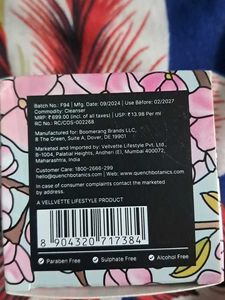 Batch No.: F94 | Mfg. Date: 09/2024 | Use Before: 02/2027
Commodity: Cleanser
MRP: ₹699.00 (incl. of all taxes) | USP: ₹ 13.98 Per ml
RC No.: RC/COS-002268
Manufactured for: Boomerang Brands LLC,
8 The Green, Suite A, Dover, DE 19901
Marketed and Imported by: Vellvette Lifestyle Pvt. Ltd.
B-1004, Palatial Heights, Andheri (E), Mumbai 400072,
Maharashtra, India
Customer Care: 1800-2666-299
hello@quenchbotanics.com | www.quenchbotanics.com
In case of consumer complaints contact the marketed
by address.
A VELLVETTE LIFESTYLE PRODUCT
8 904320 717384
Paraben Free
Sulphate Free
Alcohol Free